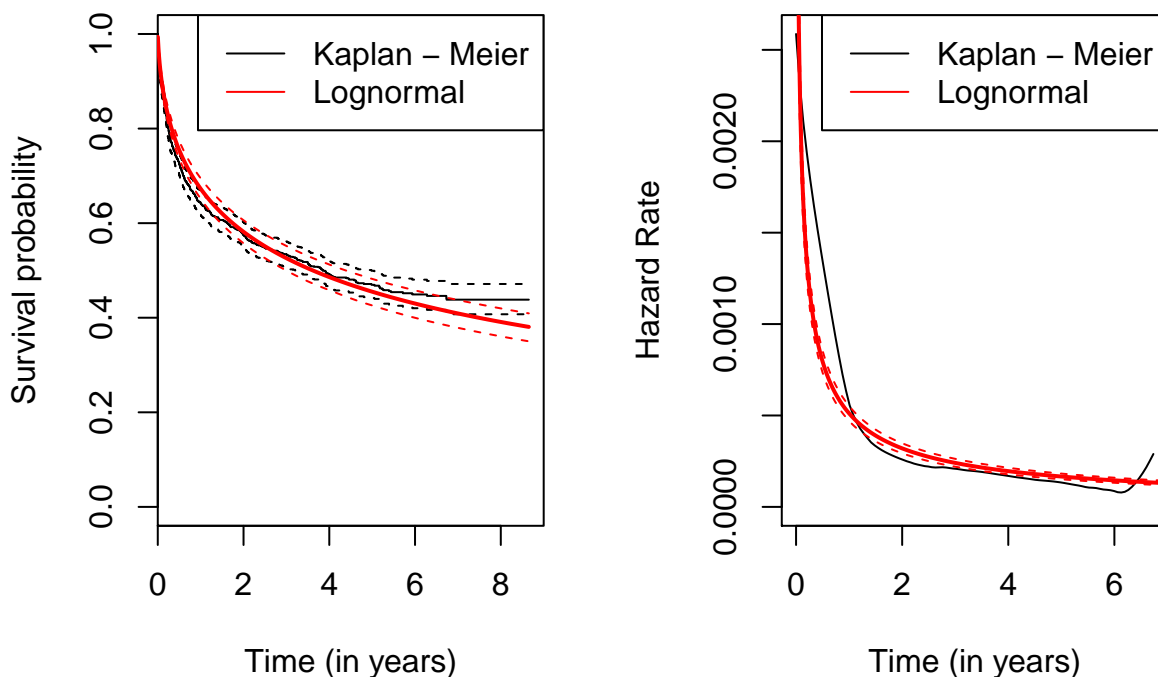 Kaplan – Meier
Lognormal
Survival probability
1.0
0.8
0.6
0.4
0.2
0.0
0 2 4 6 8
Time (in years)
Kaplan – Meier
Lognormal
Hazard Rate
0.0020
0.0010
0.0000
0 2 4 6
Time (in years)